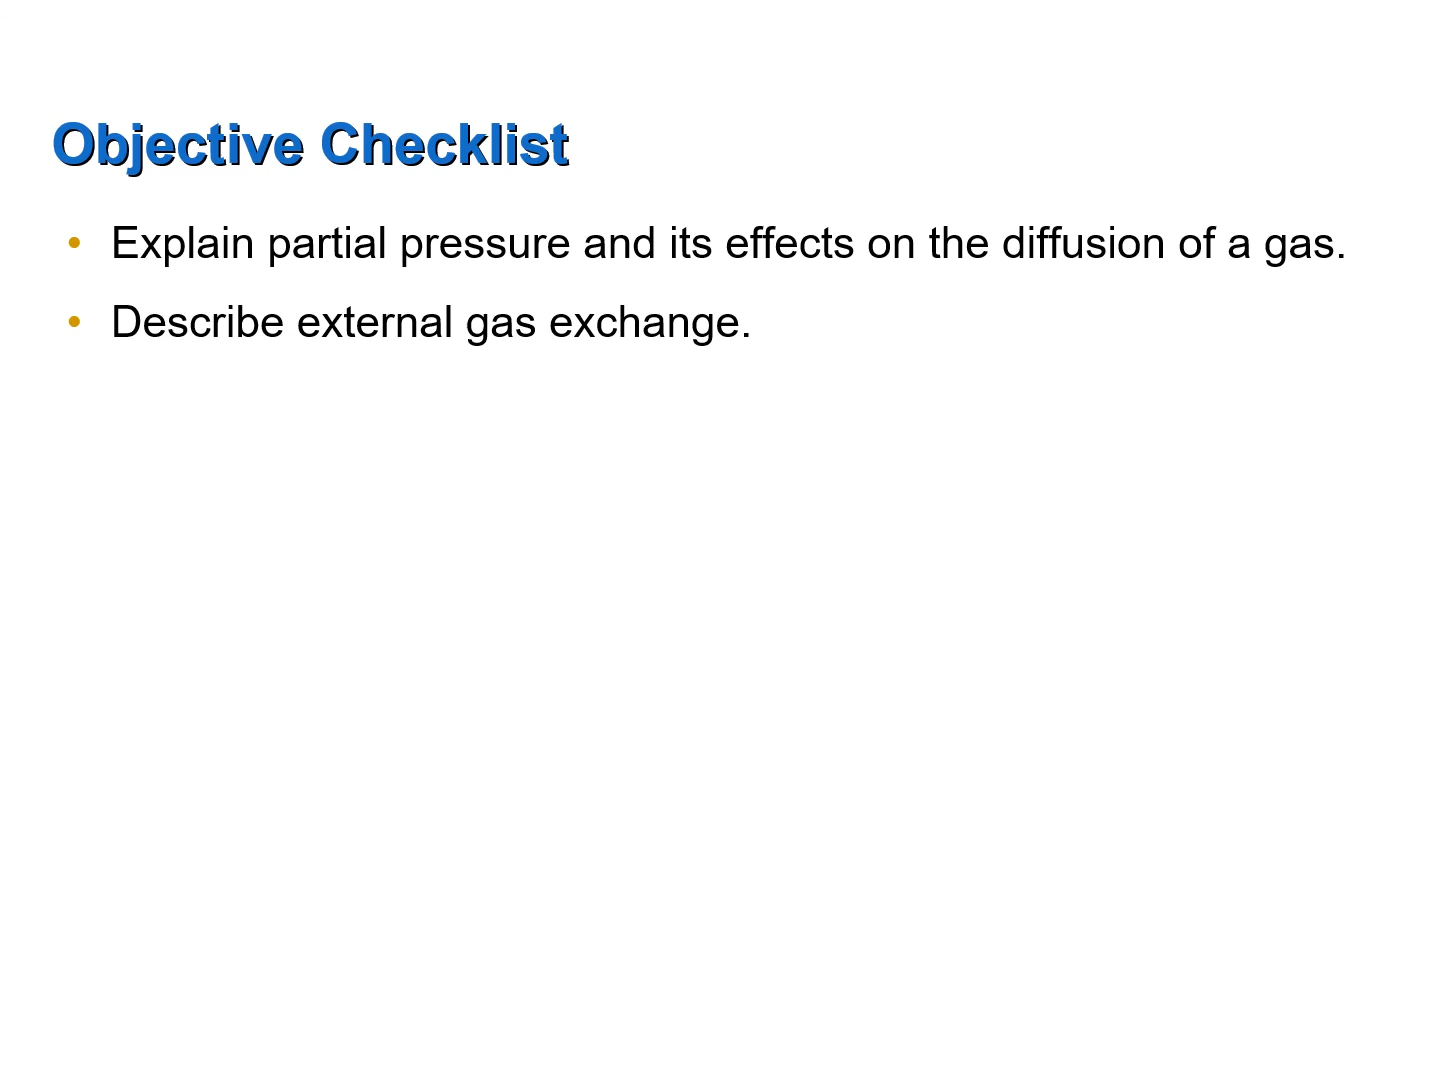 Objective Checklist
• Explain partial pressure and its effects on the diffusion of a gas.
• Describe external gas exchange.